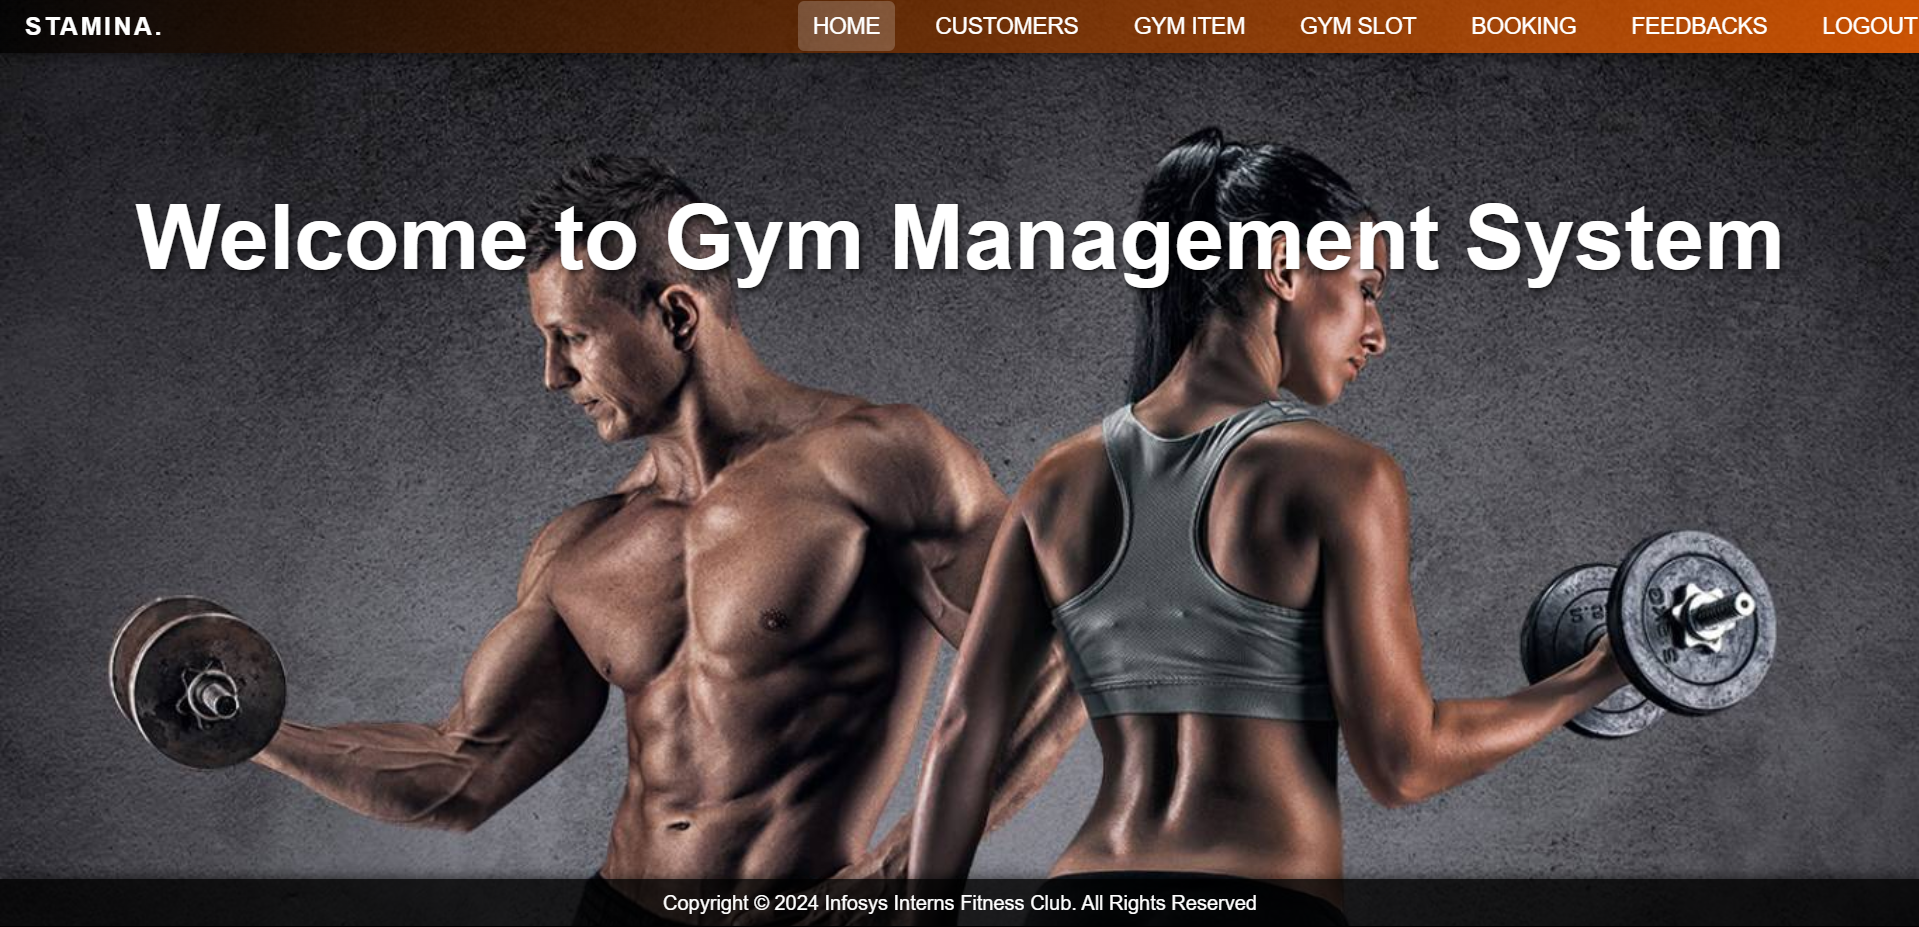 STAMINA.
HOME CUSTOMERS GYM ITEM GYM SLOT BOOKING FEEDBACKS LOGOUT
Welcome to Gym Management System
Copyright © 2024 Infosys Interns Fitness Club. All Rights Reserved